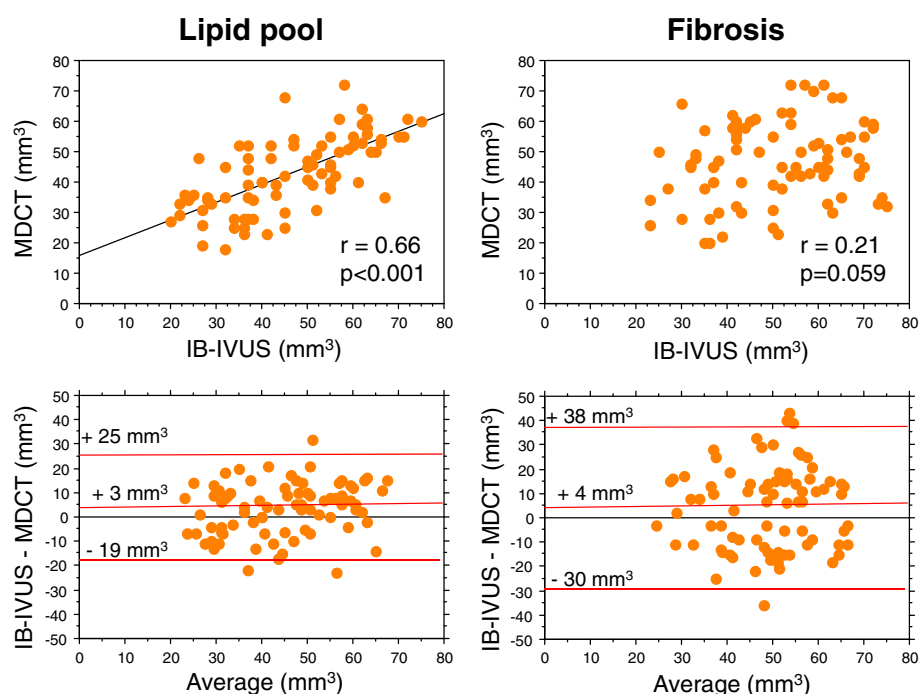 Lipid pool
Fibrosis
80
70
60
50
40
30
20
10
0
MDCT (mm³)
r = 0.66
p<0.001
0 10 20 30 40 50 60 70 80
IB-IVUS (mm³)
80
70
60
50
40
30
20
10
0
MDCT (mm³)
r = 0.21
p=0.059
0 10 20 30 40 50 60 70 80
IB-IVUS (mm³)
50
40
30
20
10
0
-10
-20
-30
-40
-50
IB-IVUS - MDCT (mm³)
+ 25 mm³
+ 3 mm³
- 19 mm³
0 10 20 30 40 50 60 70 80
Average (mm³)
50
40
30
20
10
0
-10
-20
-30
-40
-50
IB-IVUS - MDCT (mm³)
+ 38 mm³
+ 4 mm³
- 30 mm³
0 10 20 30 40 50 60 70 80
Average (mm³)